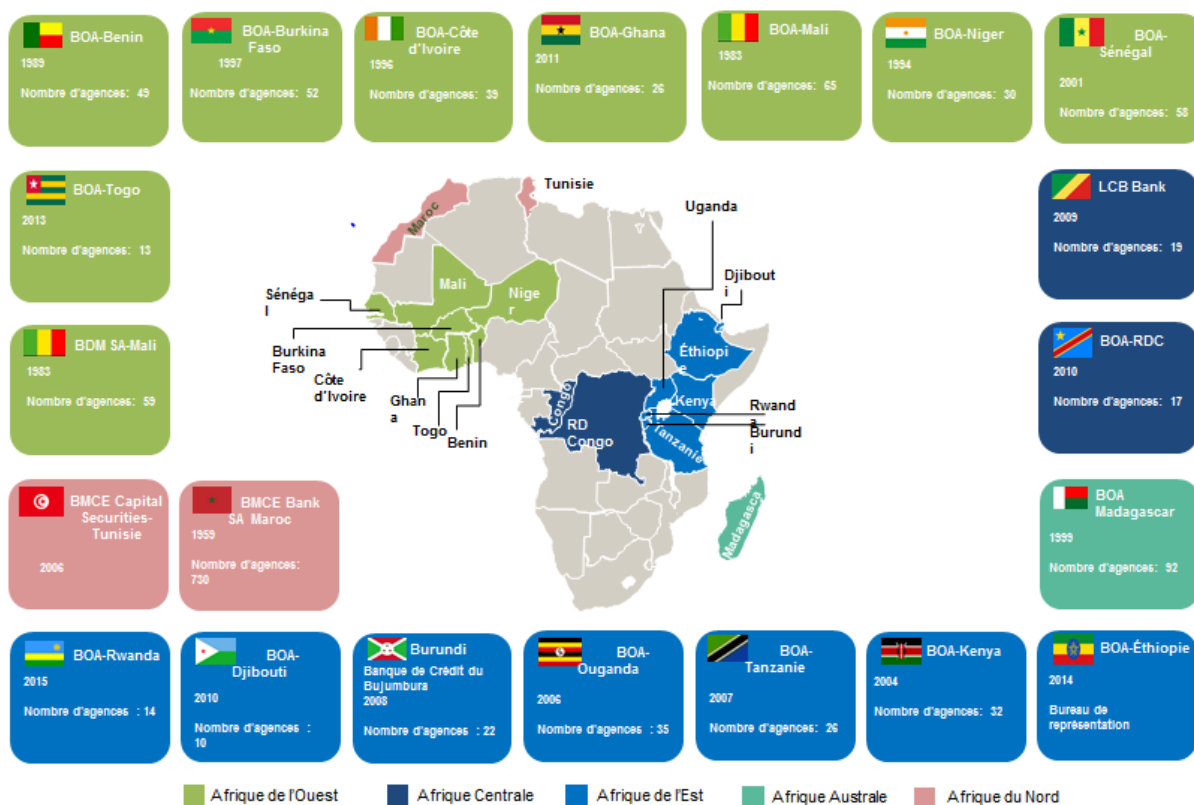 BOA-Benin
1989
Nombre d'agences: 49
BOA-Burkina
Faso
1997
Nombre d'agences: 52
BOA-Côte
d'Ivoire
1996
Nombre d'agences: 39
BOA-Ghana
2011
Nombre d'agences: 26
BOA-Mali
1983
Nombre d'agences: 65
BOA-Niger
1994
Nombre d'agences: 30
BOA-
Sénégal
2001
Nombre d'agences: 58
BOA-Togo
2013
Nombre d'agences: 13
LCB Bank
2009
Nombre d'agences: 19
BDM SA-Mali
1983
Nombre d'agences: 59
BOA-RDC
2010
Nombre d'agences: 17
Tunisie
Maroc
Uganda
Mali
Nige
r
Djibout
i
Sénéga
l
Burkina
Faso
Côte
d'Ivoire
Ghan
a
Togo
Benin
Éthiopi
e
Congo
RD
Congo
Kenya
Tanzanie
Rwand
a
Burund
i
Madagasca
BMCE Capital
Securities-
Tunisie
2006
BMCE Bank
SA Maroc
1959
Nombre d'agences:
730
BOA
Madagascar
1999
Nombre d'agences: 92
BOA-Rwanda
2015
Nombre d'agences : 14
BOA-
Djibouti
2010
Nombre d'agences :
10
Burundi
Banque de Crédit du
Bujumbura
2008
Nombre d'agences : 22
BOA-
Ouganda
2006
Nombre d'agences : 35
BOA-
Tanzanie
2007
Nombre d'agences: 26
BOA-Kenya
2004
Nombre d'agences: 32
BOA-Éthiopie
2014
Bureau de
représentation
Afrique de l'Ouest
Afrique Centrale
Afrique de l'Est
Afrique Australe
Afrique du Nord